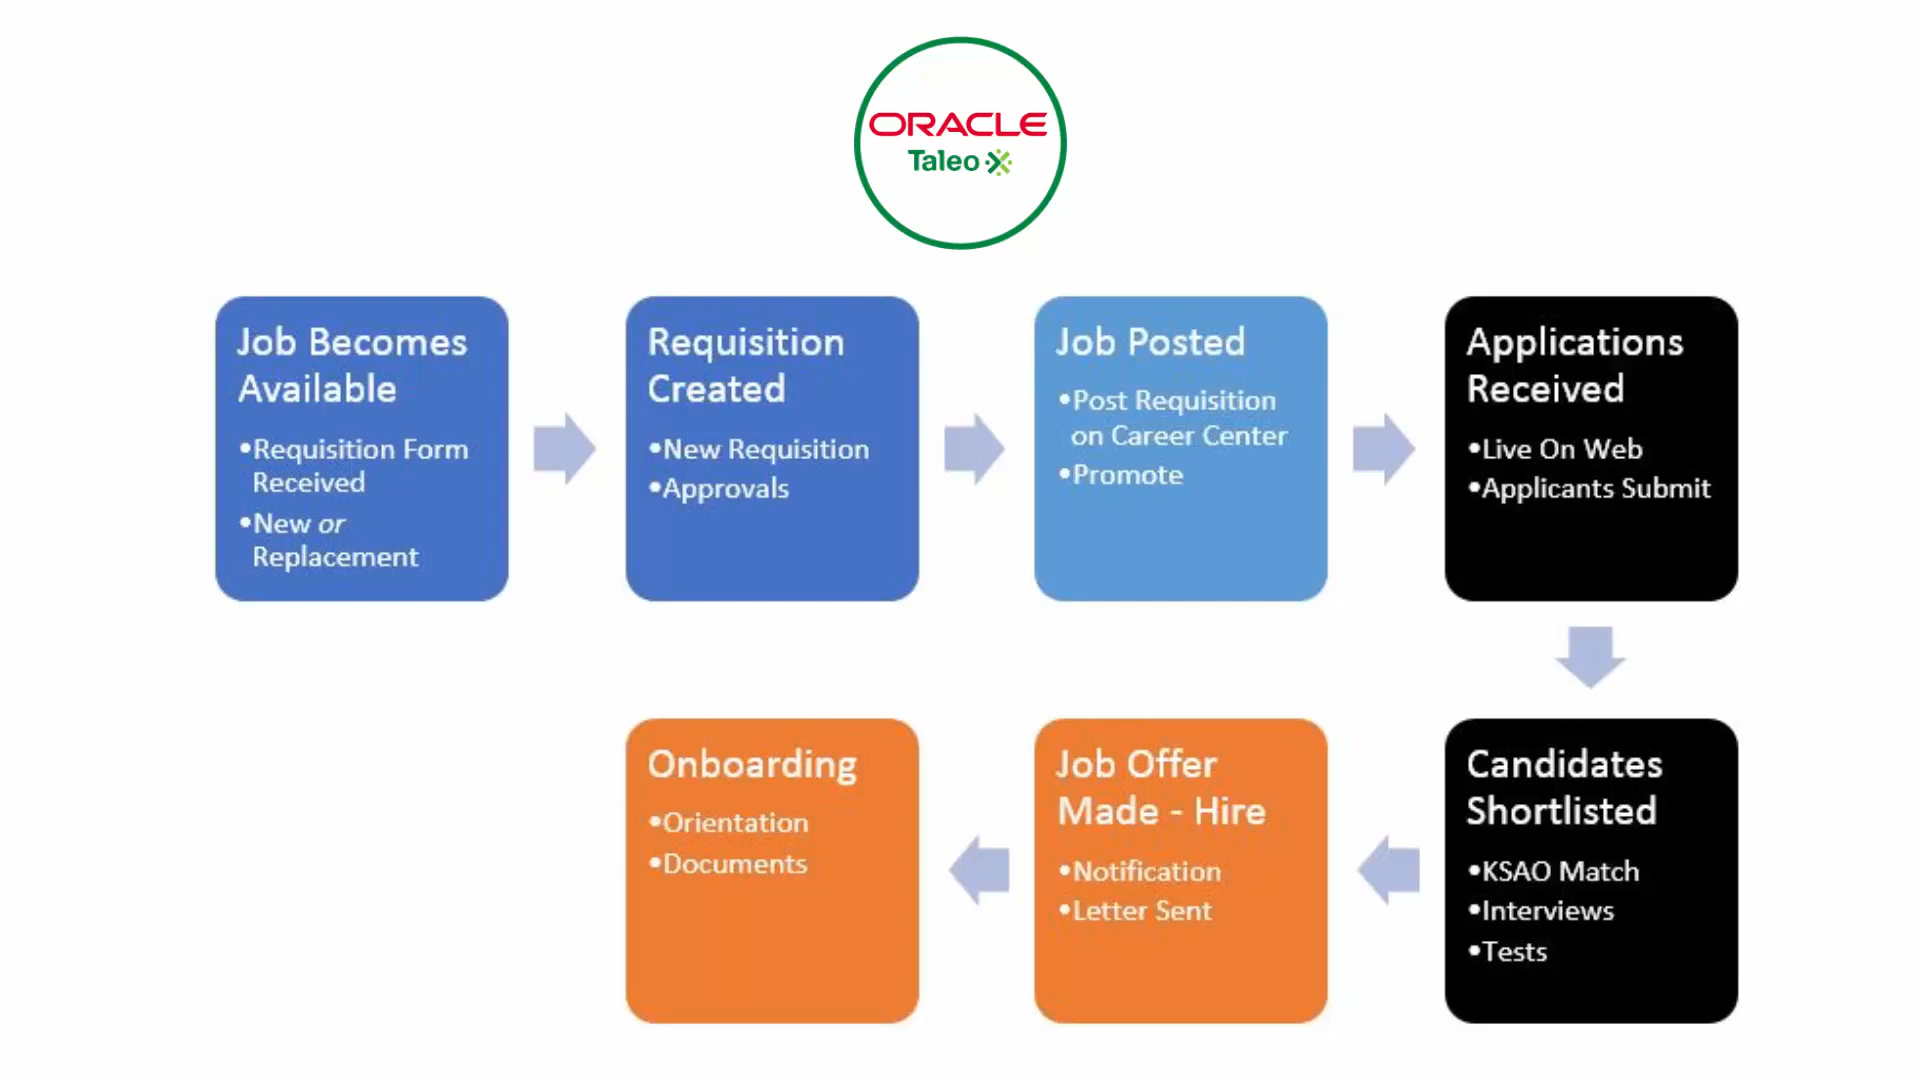 ORACLE
Taleo
Job Becomes
Available
•Requisition Form
Received
•New or
Replacement
Requisition
Created
•New Requisition
•Approvals
Job Posted
•Post Requisition
on Career Center
•Promote
Applications
Received
•Live On Web
•Applicants Submit
Candidates
Shortlisted
•KSAO Match
•Interviews
•Tests
Job Offer
Made - Hire
•Notification
•Letter Sent
Onboarding
•Orientation
•Documents